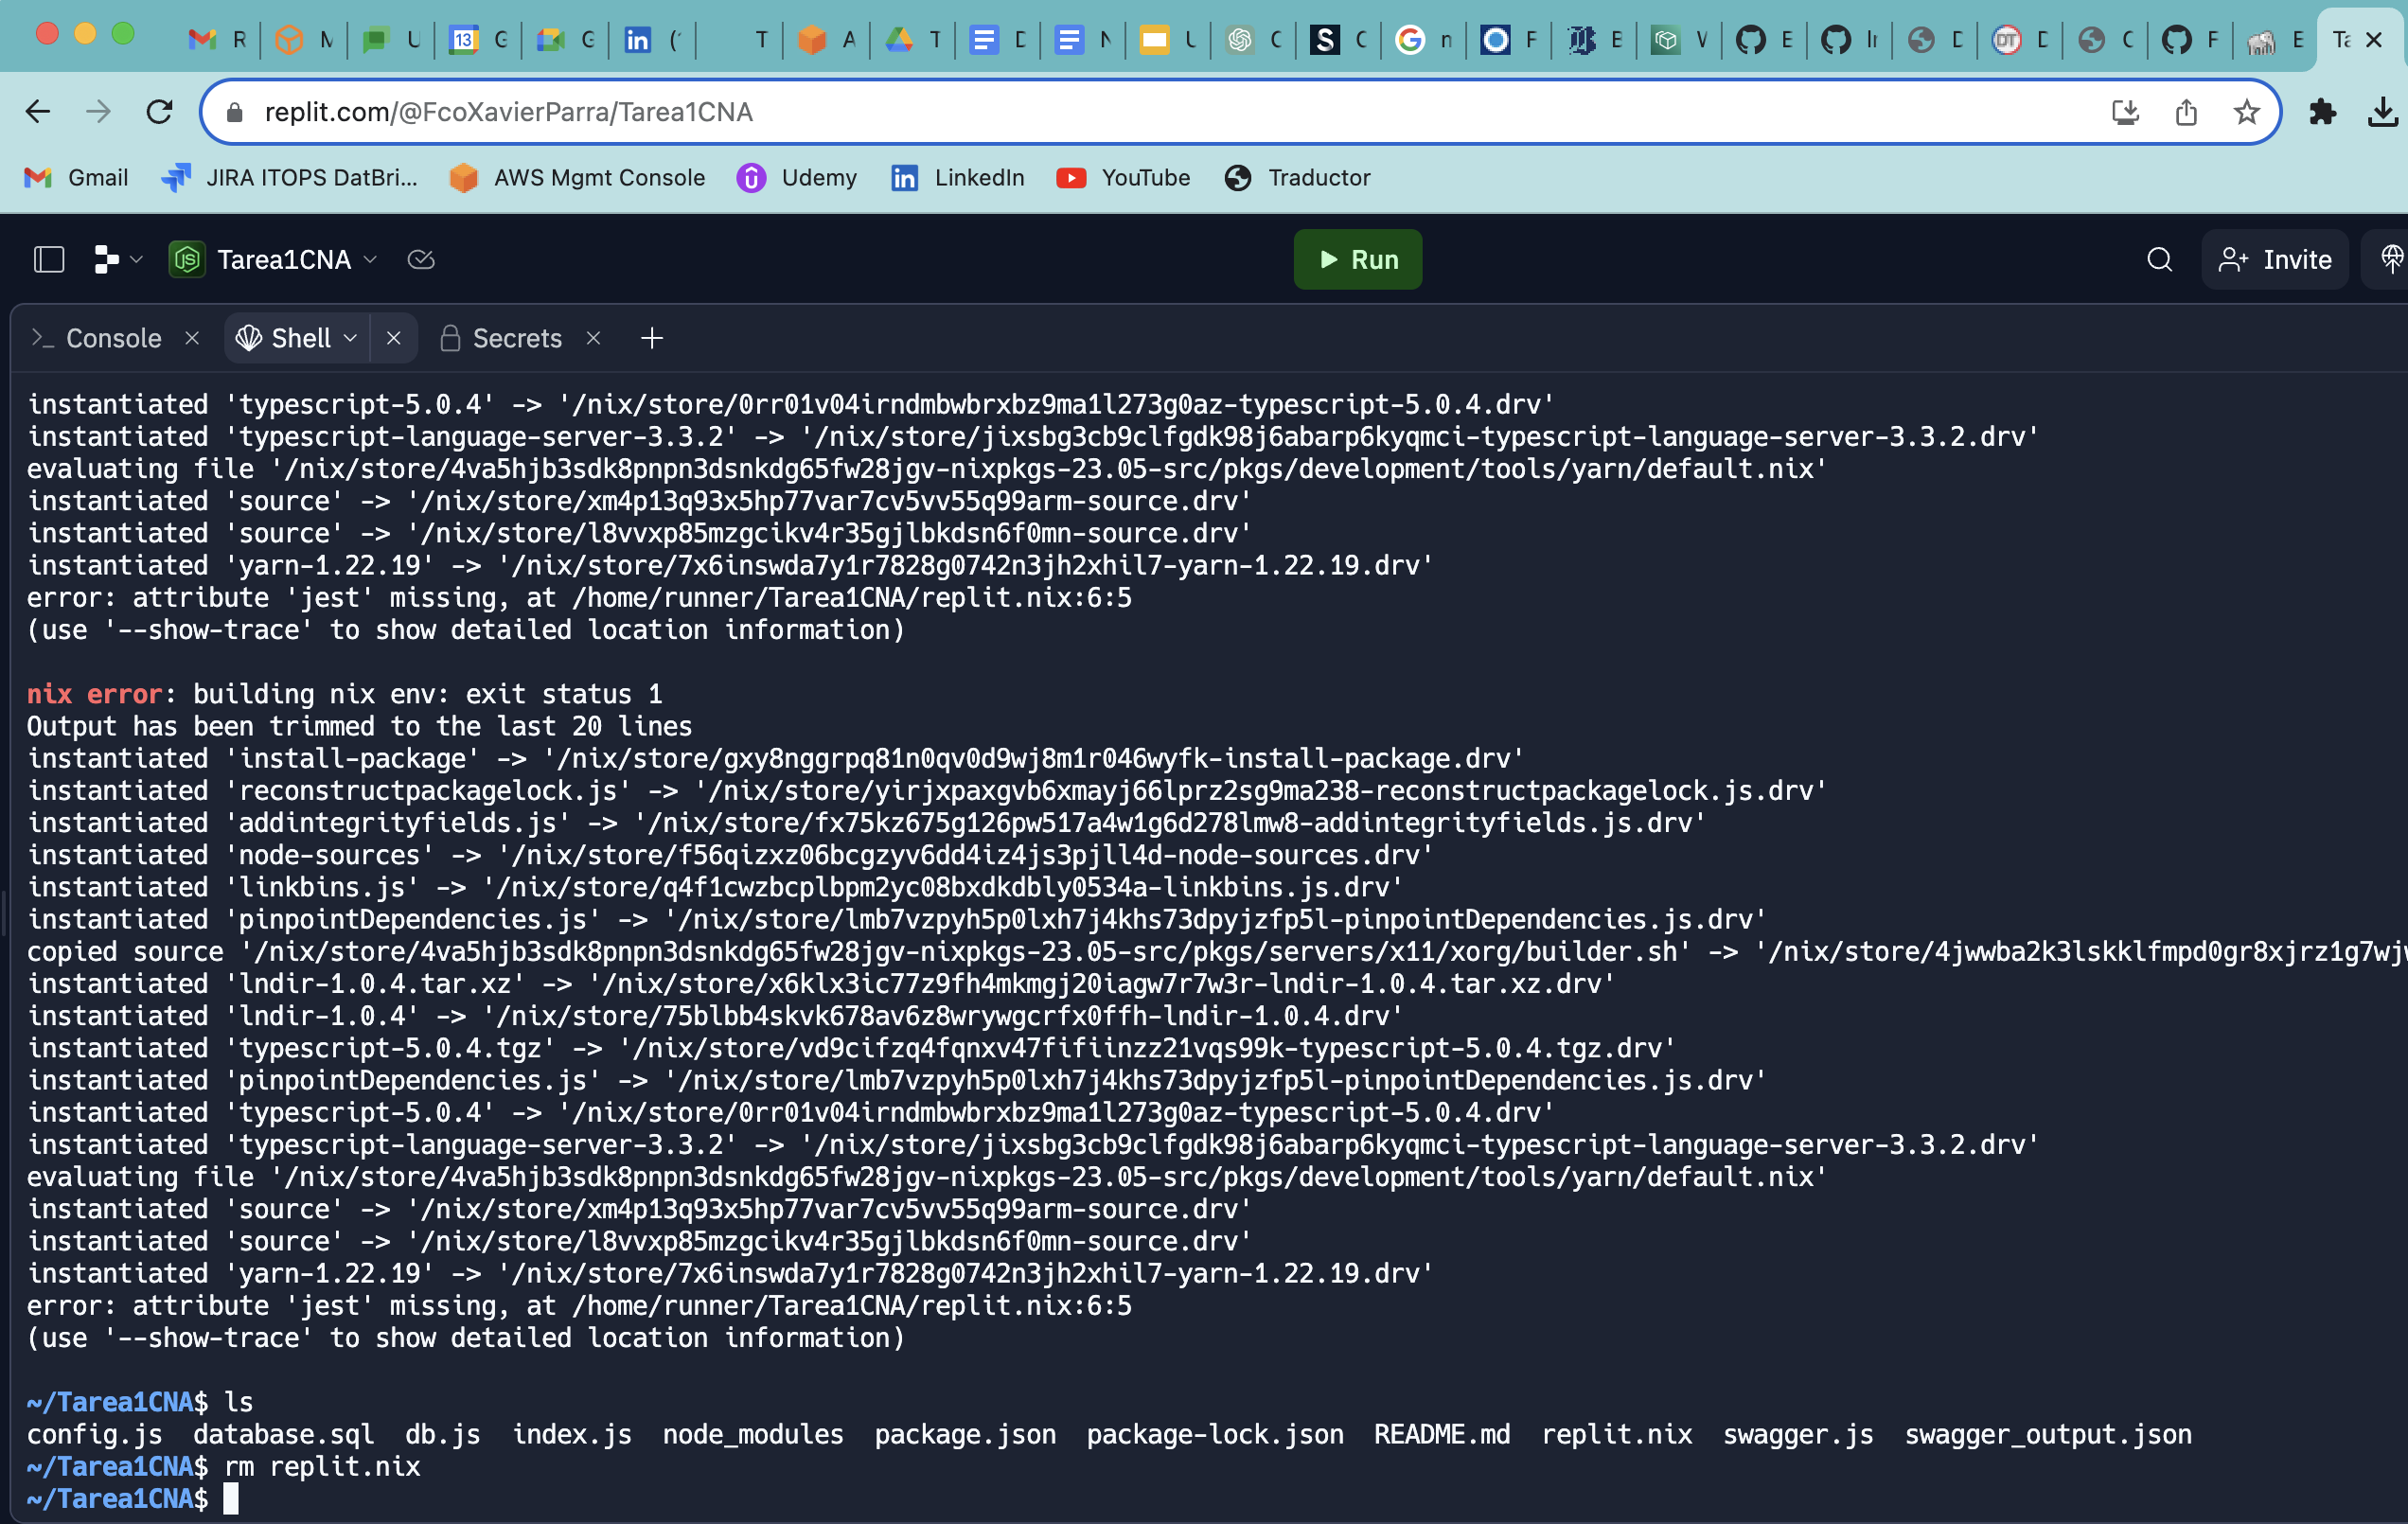 R M U 13 G G ( T A T D N U C C n F B V E Ir D D C F E Ta
replit.com/@FcoXavierParra/Tarea1CNA
Gmail JIRA ITOPS DatBri... AWS Mgmt Console Udemy LinkedIn YouTube Traductor
Tarea1CNA Run Invite
Console Shell Secrets
instantiated 'typescript-5.0.4' -> '/nix/store/0rr01v04irndmbwbrxbz9ma1l273g0az-typescript-5.0.4.drv'
instantiated 'typescript-language-server-3.3.2' -> '/nix/store/jixsbg3cb9clfgdk98j6abarp6kyqmci-typescript-language-server-3.3.2.drv'
evaluating file '/nix/store/4va5hjb3sdk8pnpn3dsnkdg65fw28jgv-nixpkgs-23.05-src/pkgs/development/tools/yarn/default.nix'
instantiated 'source' -> '/nix/store/xm4p13q93x5hp77var7cv5vv55q99arm-source.drv'
instantiated 'source' -> '/nix/store/l8vvxp85mzgcikv4r35gjlbkdsn6f0mn-source.drv'
instantiated 'yarn-1.22.19' -> '/nix/store/7x6inswda7y1r7828g0742n3jh2xhil7-yarn-1.22.19.drv'
error: attribute 'jest' missing, at /home/runner/Tarea1CNA/replit.nix:6:5
(use '--show-trace' to show detailed location information)
nix error: building nix env: exit status 1
Output has been trimmed to the last 20 lines
instantiated 'install-package' -> '/nix/store/gxy8nggrpq81n0qv0d9wj8m1r046wyfk-install-package.drv'
instantiated 'reconstructpackagelock.js' -> '/nix/store/yirjxpaxgvb6xmayj66lprz2sg9ma238-reconstructpackagelock.js.drv'
instantiated 'addintegrityfields.js' -> '/nix/store/fx75kz675g126pw517a4w1g6d278lmw8-addintegrityfields.js.drv'
instantiated 'node-sources' -> '/nix/store/f56qizxz06bcgzyv6dd4iz4js3pjll4d-node-sources.drv'
instantiated 'linkbins.js' -> '/nix/store/q4f1cwzbcplbpm2yc08bxdkdbly0534a-linkbins.js.drv'
instantiated 'pinpointDependencies.js' -> '/nix/store/lmb7vzpyh5p0lxh7j4khs73dpyjzfp5l-pinpointDependencies.js.drv'
copied source '/nix/store/4va5hjb3sdk8pnpn3dsnkdg65fw28jgv-nixpkgs-23.05-src/pkgs/servers/x11/xorg/builder.sh' -> '/nix/store/4jwwba2k3lskklfmpd0gr8xjrz1g7wjw
instantiated 'lndir-1.0.4.tar.xz' -> '/nix/store/x6klx3ic77z9fh4mkmgj20iagw7r7w3r-lndir-1.0.4.tar.xz.drv'
instantiated 'lndir-1.0.4' -> '/nix/store/75blbb4skvk678av6z8wrywgcrfx0ffh-lndir-1.0.4.drv'
instantiated 'typescript-5.0.4.tgz' -> '/nix/store/vd9cifzq4fqnxv47fifiinzz21vqs99k-typescript-5.0.4.tgz.drv'
instantiated 'pinpointDependencies.js' -> '/nix/store/lmb7vzpyh5p0lxh7j4khs73dpyjzfp5l-pinpointDependencies.js.drv'
instantiated 'typescript-5.0.4' -> '/nix/store/0rr01v04irndmbwbrxbz9ma1l273g0az-typescript-5.0.4.drv'
instantiated 'typescript-language-server-3.3.2' -> '/nix/store/jixsbg3cb9clfgdk98j6abarp6kyqmci-typescript-language-server-3.3.2.drv'
evaluating file '/nix/store/4va5hjb3sdk8pnpn3dsnkdg65fw28jgv-nixpkgs-23.05-src/pkgs/development/tools/yarn/default.nix'
instantiated 'source' -> '/nix/store/xm4p13q93x5hp77var7cv5vv55q99arm-source.drv'
instantiated 'source' -> '/nix/store/l8vvxp85mzgcikv4r35gjlbkdsn6f0mn-source.drv'
instantiated 'yarn-1.22.19' -> '/nix/store/7x6inswda7y1r7828g0742n3jh2xhil7-yarn-1.22.19.drv'
error: attribute 'jest' missing, at /home/runner/Tarea1CNA/replit.nix:6:5
(use '--show-trace' to show detailed location information)
~/Tarea1CNA$ ls
config.js database.sql db.js index.js node_modules package.json package-lock.json README.md replit.nix swagger.js swagger_output.json
~/Tarea1CNA$ rm replit.nix
~/Tarea1CNA$